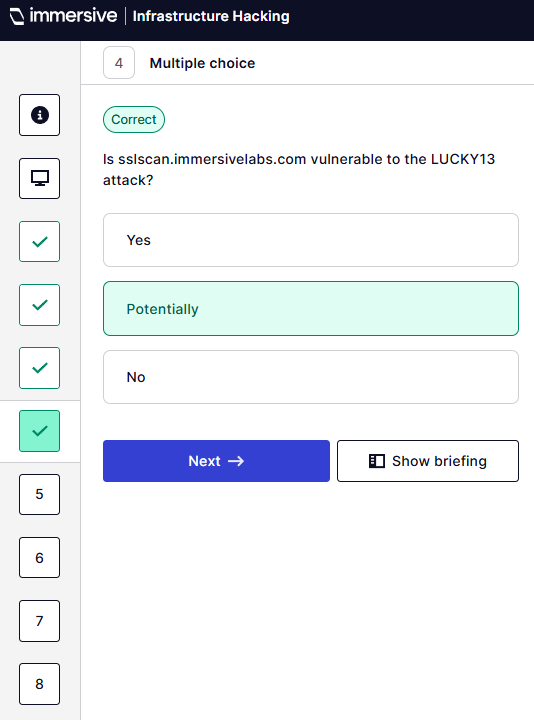 immersive | Infrastructure Hacking
4 Multiple choice
Correct
Is sslscan.immersivelabs.com vulnerable to the LUCKY13
attack?
Yes
Potentially
No
Next →
Show briefing
5
6
7
8